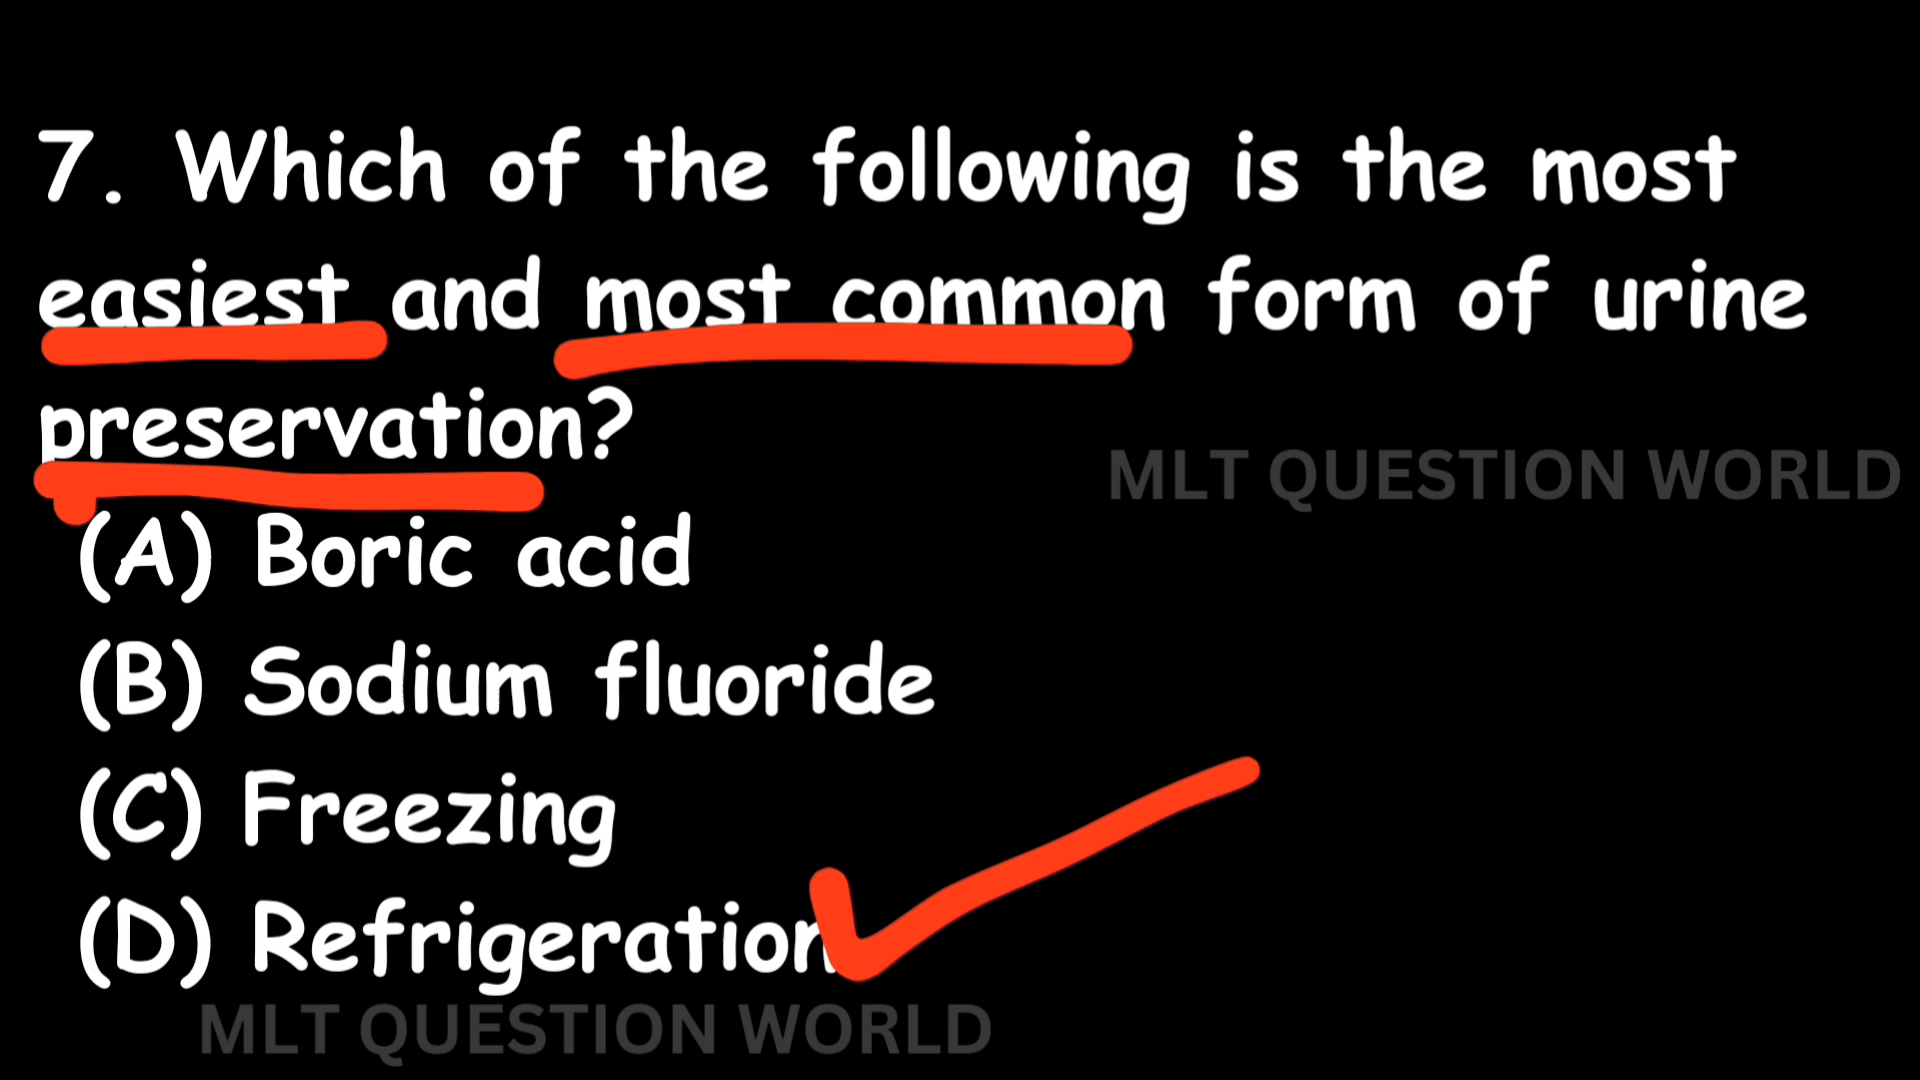 7. Which of the following is the most
easiest and most common form of urine
preservation?
MLT QUESTION WORLD
(A) Boric acid
(B) Sodium fluoride
(C) Freezing
(D) Refrigeration
MLT QUESTION WORLD